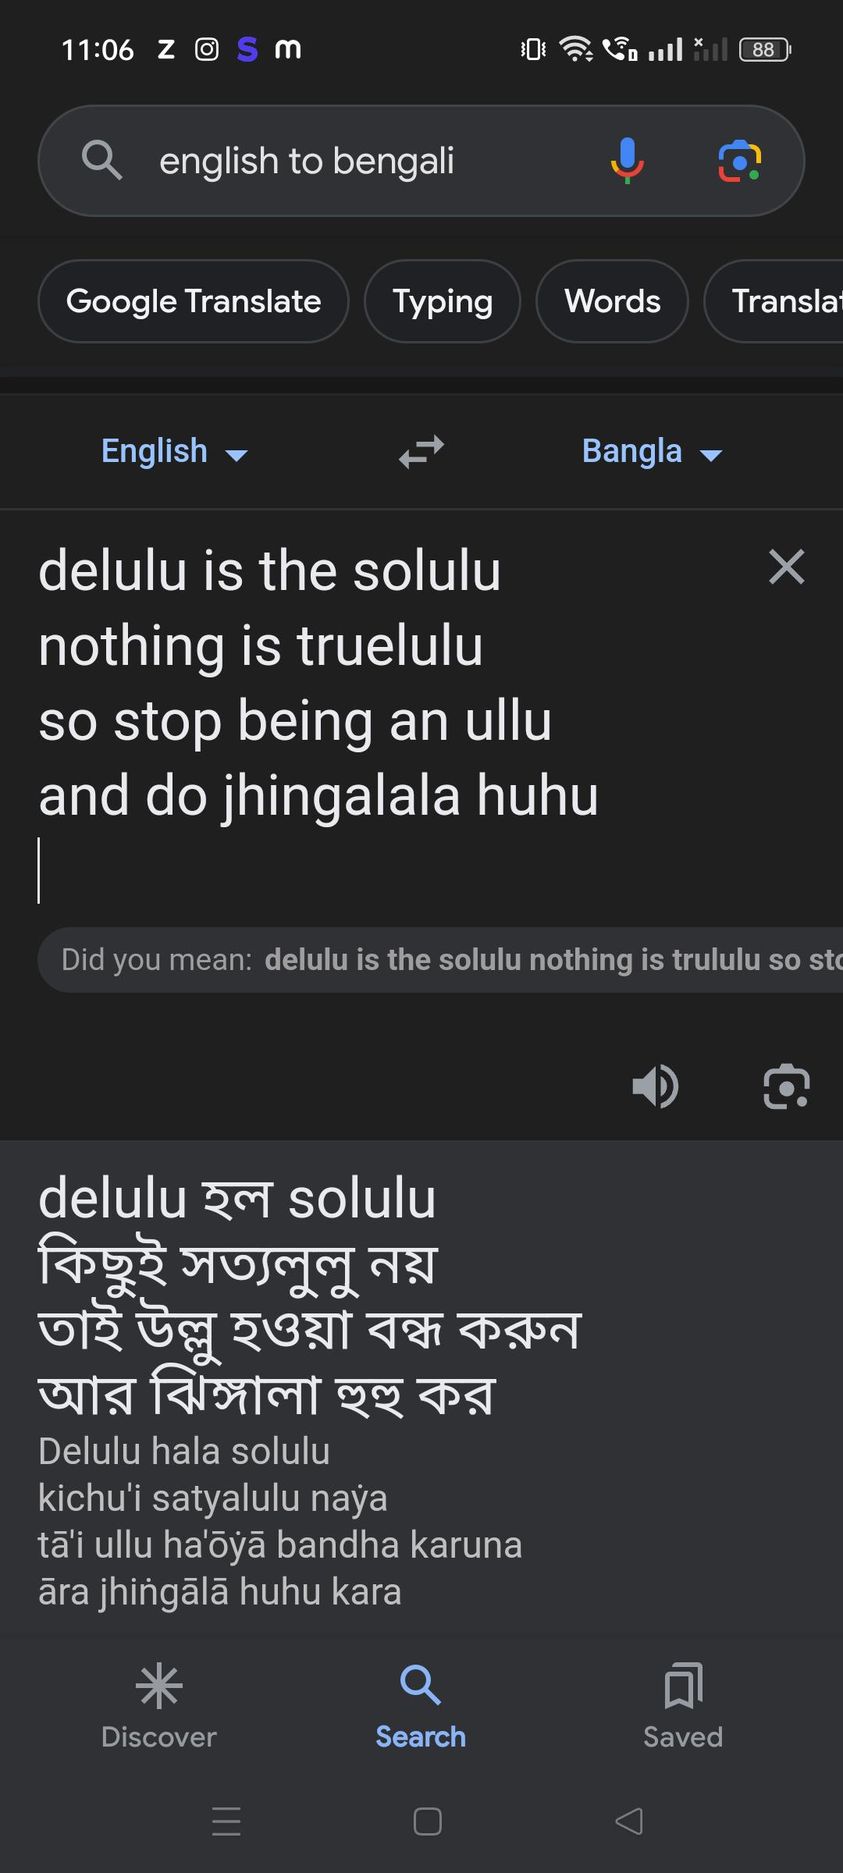 11:06 Z S m 88
english to bengali
Google Translate Typing Words Translat
English Bangla
delulu is the solulu
nothing is truelulu
so stop being an ullu
and do jhingalala huhu
Did you mean: delulu is the solulu nothing is trululu so sto
delulu হল solulu
কিছুই সত্যলুলু নয়
তাই উল্লু হওয়া বন্ধ করুন
আর ঝিঙ্গালা হুহু কর
Delulu hala solulu
kichu'i satyalulu naẏa
tā'i ullu ha'ōẏā bandha karuna
āra jhiṅgālā huhu kara
Discover Search Saved